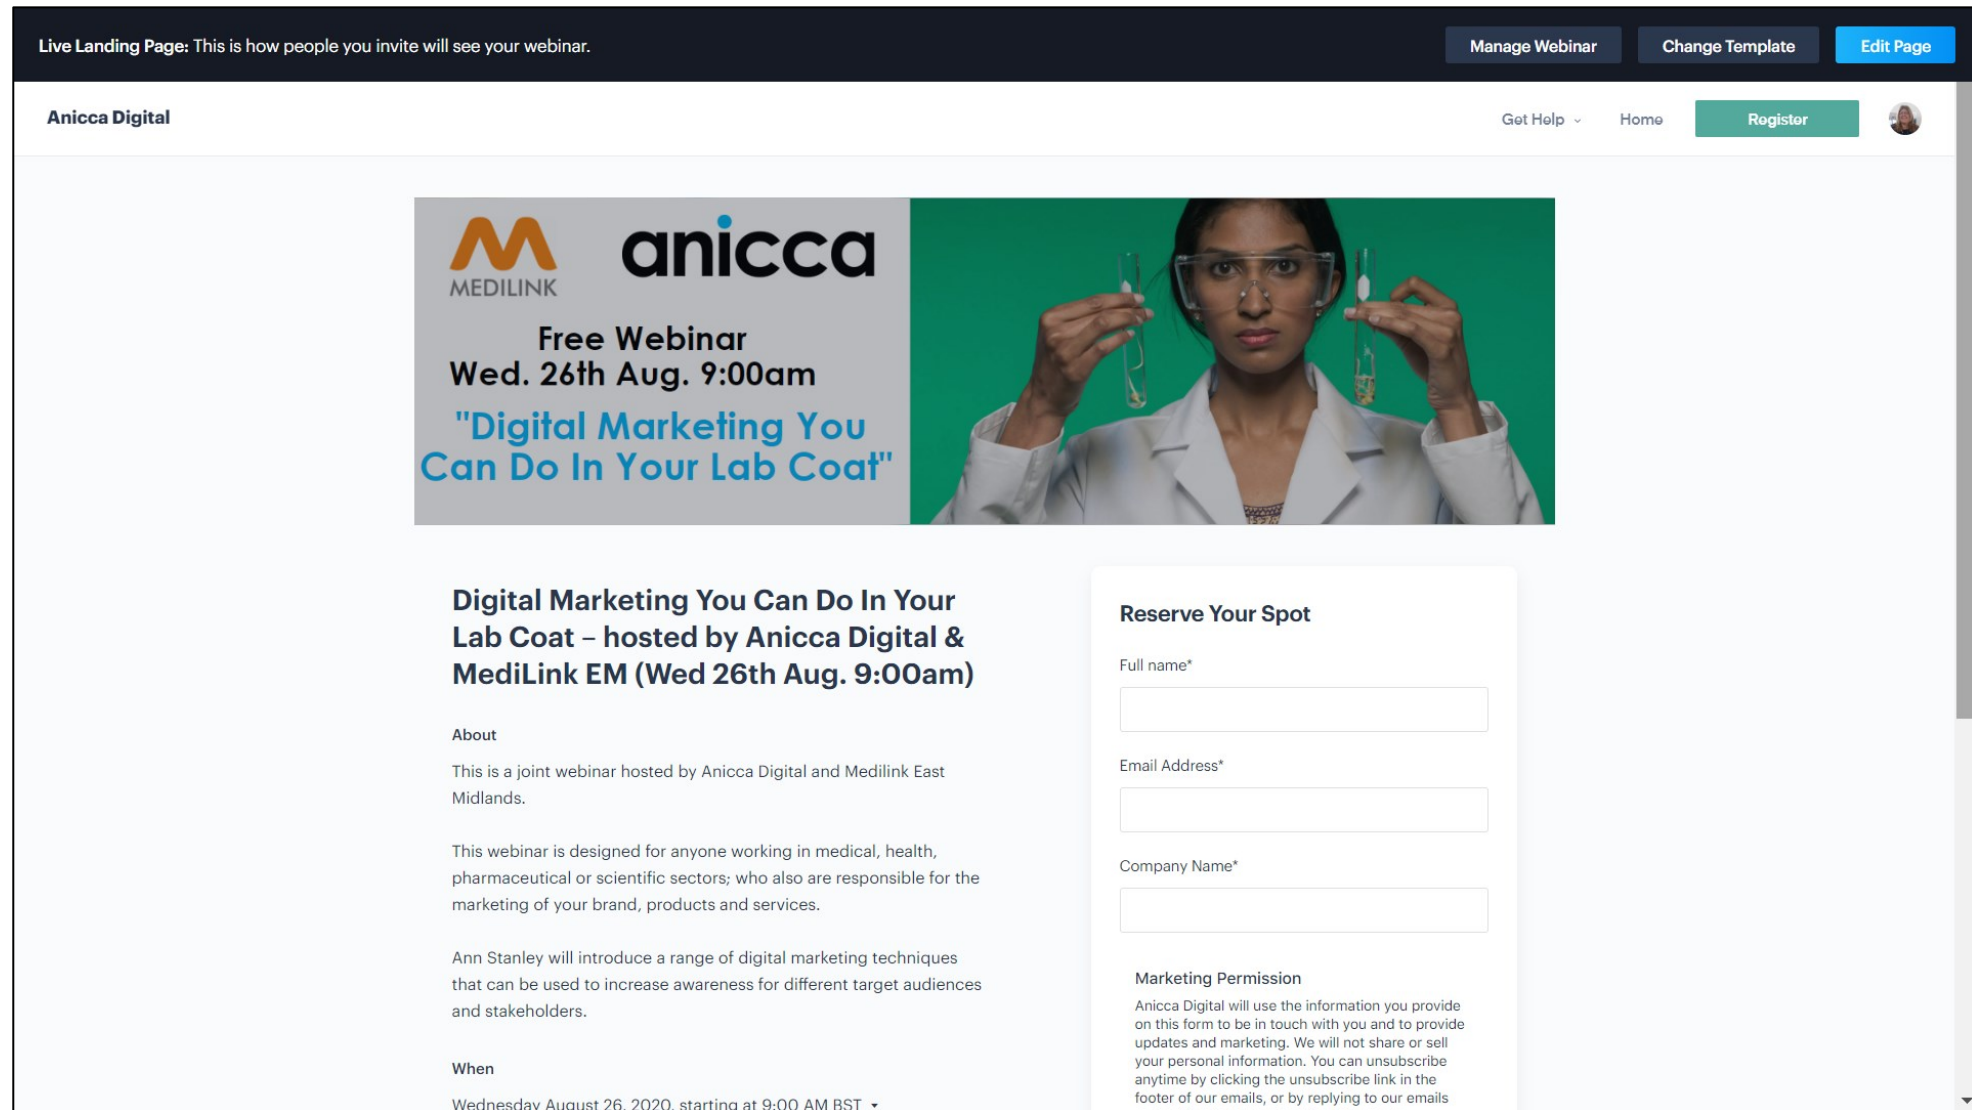 Live Landing Page: This is how people you invite will see your webinar.
Manage Webinar
Change Template
Edit Page
Anicca Digital
Get Help
Home
Register
MEDILINK
anicca
Free Webinar
Wed. 26th Aug. 9:00am
"Digital Marketing You
Can Do In Your Lab Coat"
Digital Marketing You Can Do In Your
Lab Coat – hosted by Anicca Digital &
MediLink EM (Wed 26th Aug. 9:00am)
About
This is a joint webinar hosted by Anicca Digital and Medilink East
Midlands.
This webinar is designed for anyone working in medical, health,
pharmaceutical or scientific sectors; who also are responsible for the
marketing of your brand, products and services.
Ann Stanley will introduce a range of digital marketing techniques
that can be used to increase awareness for different target audiences
and stakeholders.
When
Wednesday August 26, 2020, starting at 9:00 AM BST
Reserve Your Spot
Full name*
Email Address*
Company Name*
Marketing Permission
Anicca Digital will use the information you provide
on this form to be in touch with you and to provide
updates and marketing. We will not share or sell
your personal information. You can unsubscribe
anytime by clicking the unsubscribe link in the
footer of our emails, or by replying to our emails